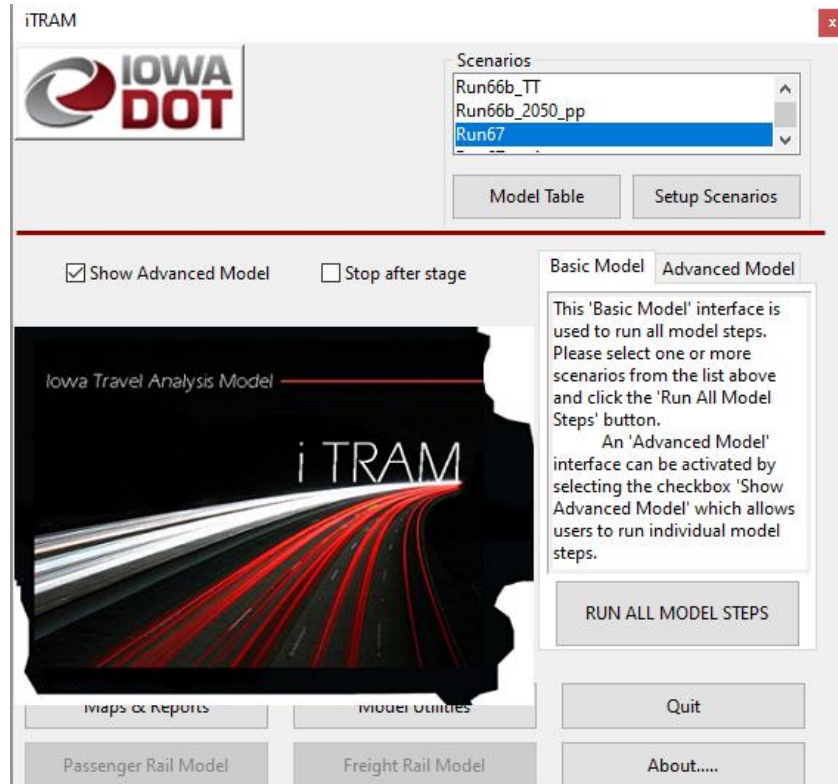 iTRAM
x
IOWA
DOT
Scenarios
Run66b_TT
Run66b_2050_pp
Run67
Model Table
Setup Scenarios
Show Advanced Model
Stop after stage
Basic Model
Advanced Model
This 'Basic Model' interface is
used to run all model steps.
Please select one or more
scenarios from the list above
and click the 'Run All Model
Steps' button.
An 'Advanced Model'
interface can be activated by
selecting the checkbox 'Show
Advanced Model' which allows
users to run individual model
steps.
Iowa Travel Analysis Model
i TRAM
RUN ALL MODEL STEPS
Maps & Reports
Model Utilities
Quit
Passenger Rail Model
Freight Rail Model
About.....